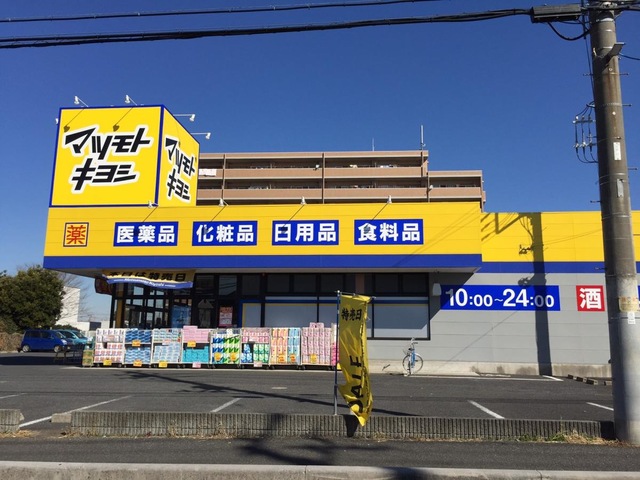 マツモト
キヨシ
マツモト
キヨシ
薬
医薬品
化粧品
日用品
食料品
10:00~24:00
酒
特売日
SALE